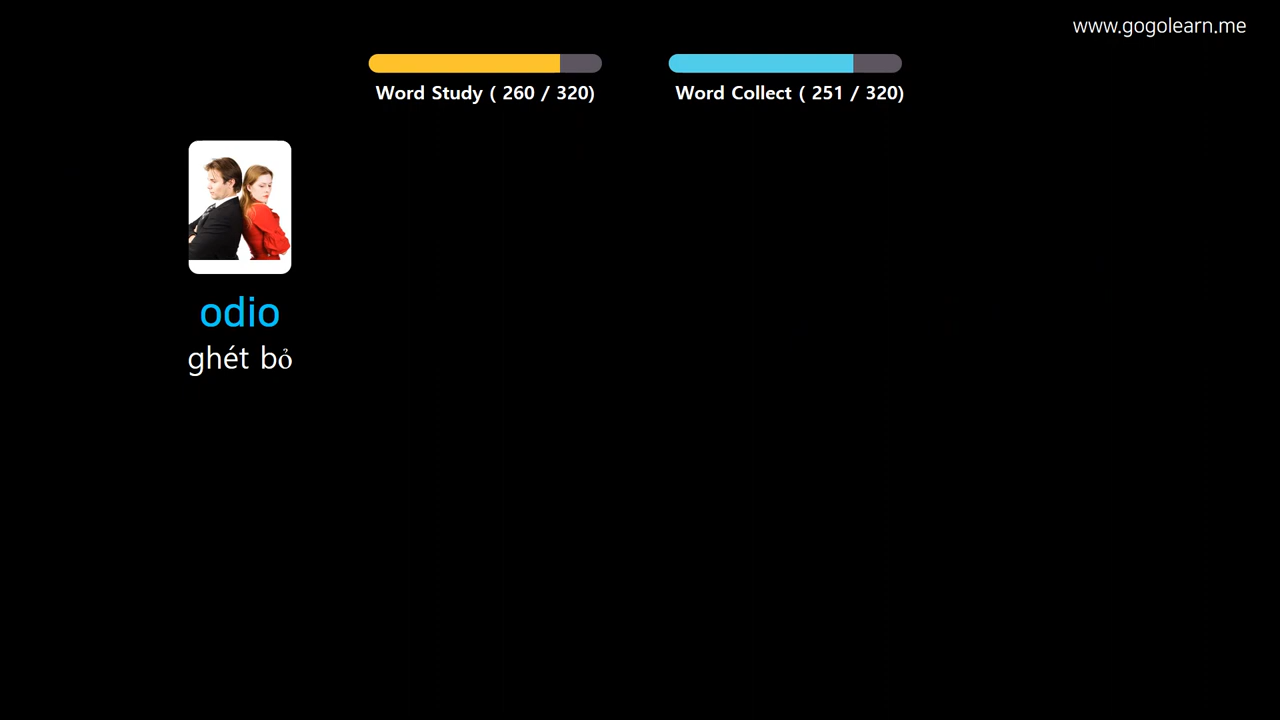 www.gogolearn.me
Word Study ( 260 / 320)
Word Collect ( 251 / 320)
odio
ghét bỏ